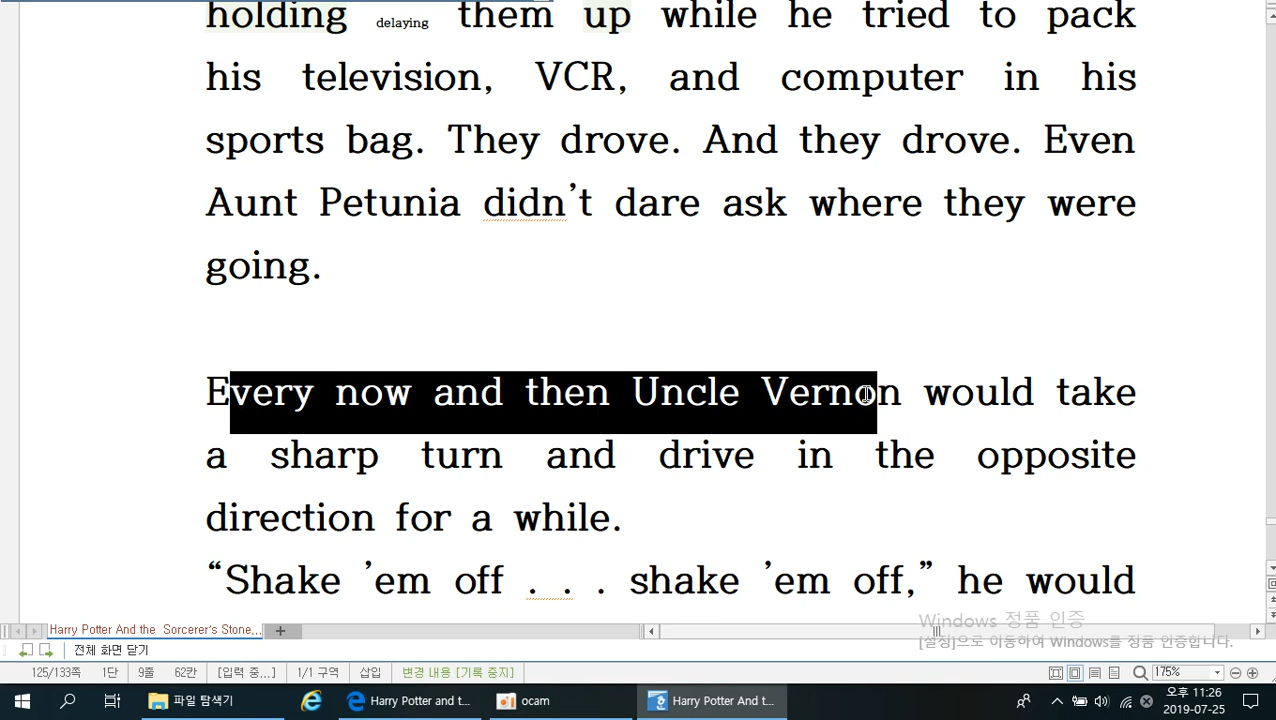 holding delaying them up while he tried to pack
his television, VCR, and computer in his
sports bag. They drove. And they drove. Even
Aunt Petunia didn't dare ask where they were
going.
Every now and then Uncle Vernon would take
a sharp turn and drive in the opposite
direction for a while.
“Shake ’em off . . . shake ’em off,” he would
Windows 정품 인증
[설정]으로 이동하여 Windows를 정품 인증합니다.
Harry Potter And the Sorcerer's Stone...
전체 화면 닫기
125/133쪽 1단 9줄 62칸 [입력 중...] 1/1 구역 삽입 변경 내용 [기록 중지] 175%
파일 탐색기 Harry Potter and t... ocam Harry Potter And t... 오후 11:26
2019-07-25